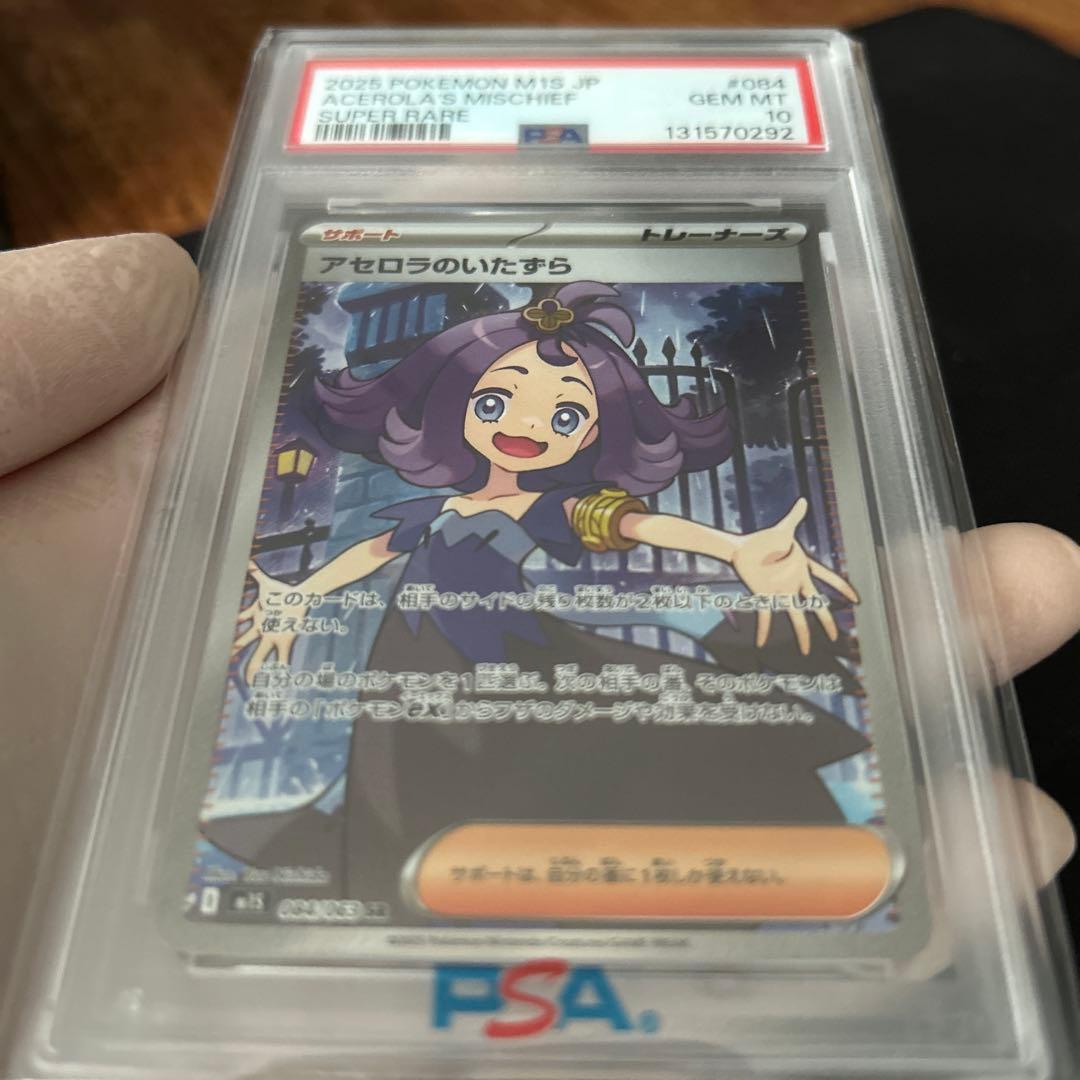 2025 POKEMON M1S JP #084
ACEROLA'S MISCHIEF GEM MT
SUPER RARE 10
PSA 131570292
サポート トレーナーズ
アセロラのいたずら
このカードは、相手のサイドの残り枚数が2枚以下のときにしか
使えない。
自分の場のポケモンを1匹選ぶ。次の相手の番、そのポケモンは
相手の「ポケモンex」からワザのダメージや効果を受けない。
サポートは、自分の番に1枚しか使えない。
M1S 084/063 SR
PSA